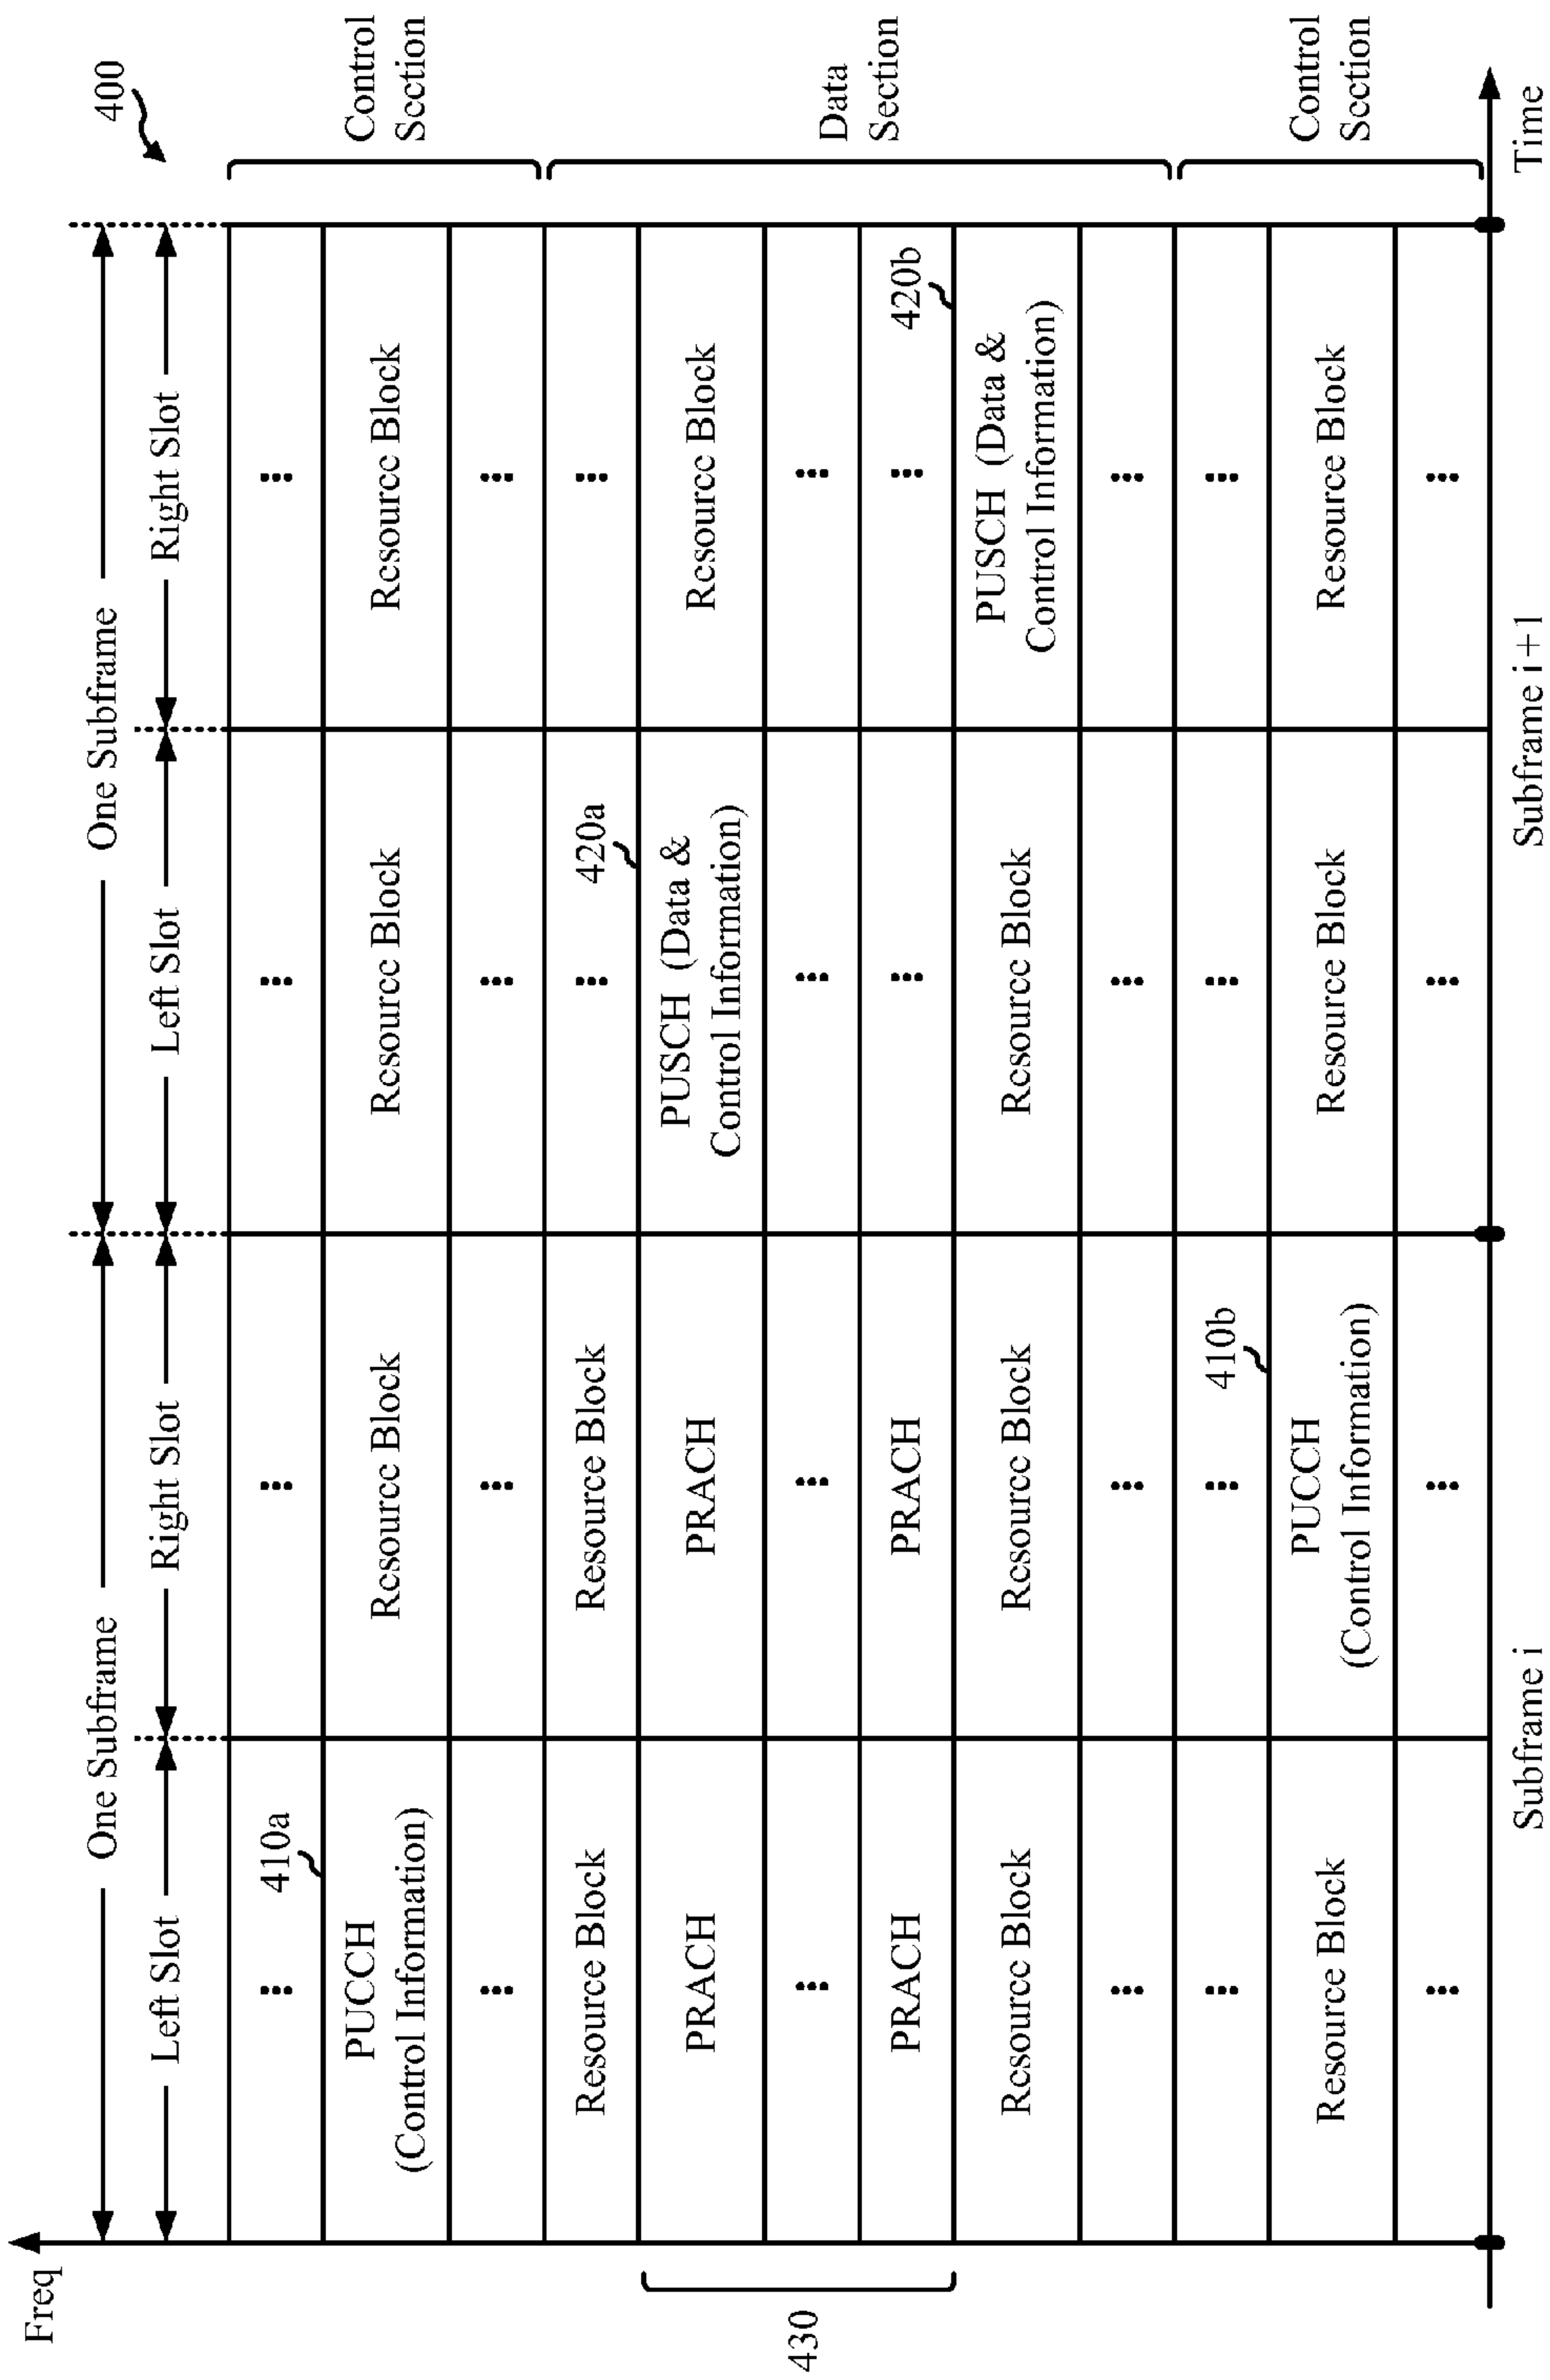 400
Freq
One Subframe
One Subframe
Left Slot
Right Slot
Left Slot
Right Slot
⋮
410a
⋮
⋮
⋮
Control
Section
PUCCH
(Control Information)
Resource Block
Resource Block
Resource Block
⋮
⋮
⋮
⋮
Resource Block
Resource Block
⋮
420a
⋮
Data
Section
430
PRACH
PRACH
PUSCH (Data &
Control Information)
Resource Block
⋮
⋮
⋮
⋮
PRACH
PRACH
⋮
⋮
420b
Resource Block
Resource Block
Resource Block
PUSCH (Data &
Control Information)
⋮
⋮
⋮
⋮
⋮
⋮
410b
⋮
⋮
Control
Section
Resource Block
PUCCH
(Control Information)
Resource Block
Resource Block
⋮
⋮
⋮
⋮
Subframe i
Subframe i+1
Time